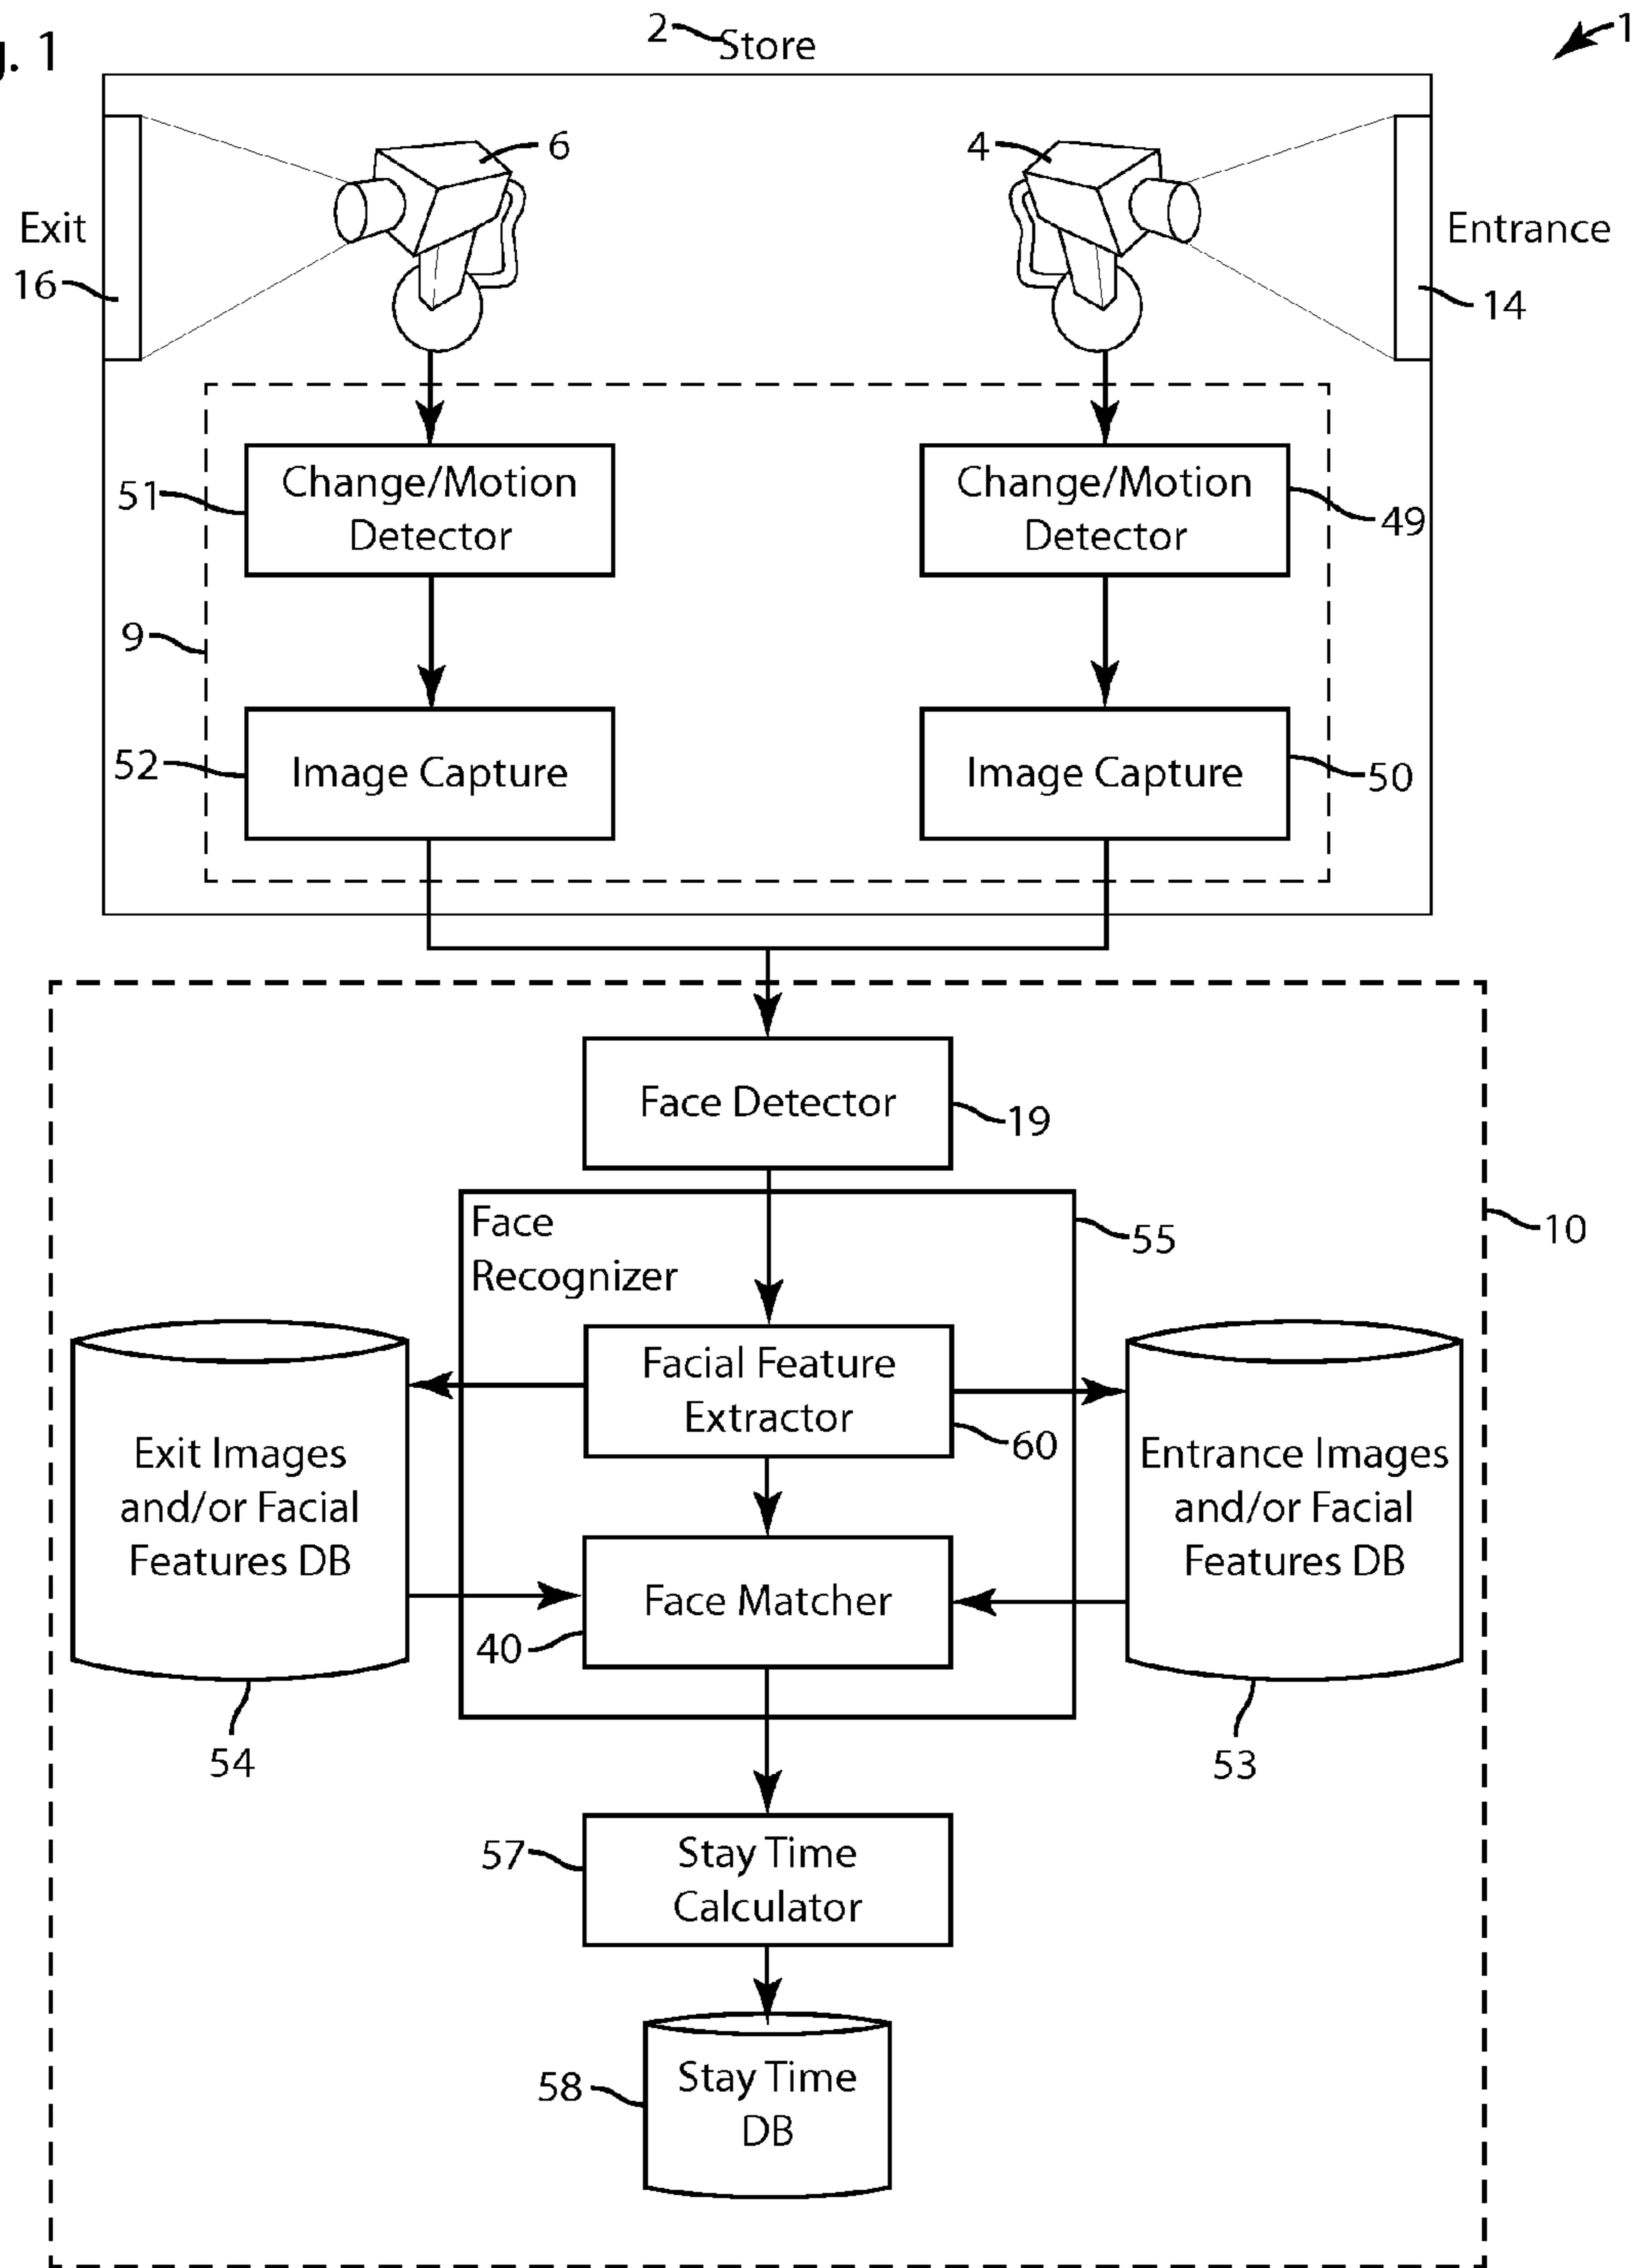 g. 1
2
Store
1
6
4
Exit
16
Entrance
14
Change/Motion
Detector
51
Change/Motion
Detector
49
9
52
Image Capture
Image Capture
50
Face Detector
19
Face
Recognizer
55
10
Facial Feature
Extractor
60
Exit Images
and/or Facial
Features DB
Entrance Images
and/or Facial
Features DB
Face Matcher
40
54
53
57
Stay Time
Calculator
58
Stay Time
DB